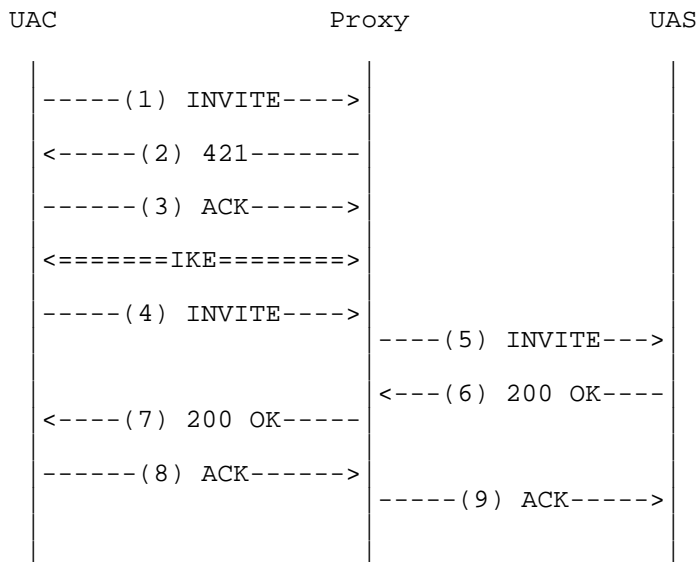 UAC Proxy UAS
-----(1) INVITE---->
<-----(2) 421-------
------(3) ACK------>
<=======IKE========>
-----(4) INVITE---->
----(5) INVITE--->
<---(6) 200 OK----
<----(7) 200 OK-----
------(8) ACK------>
-----(9) ACK----->